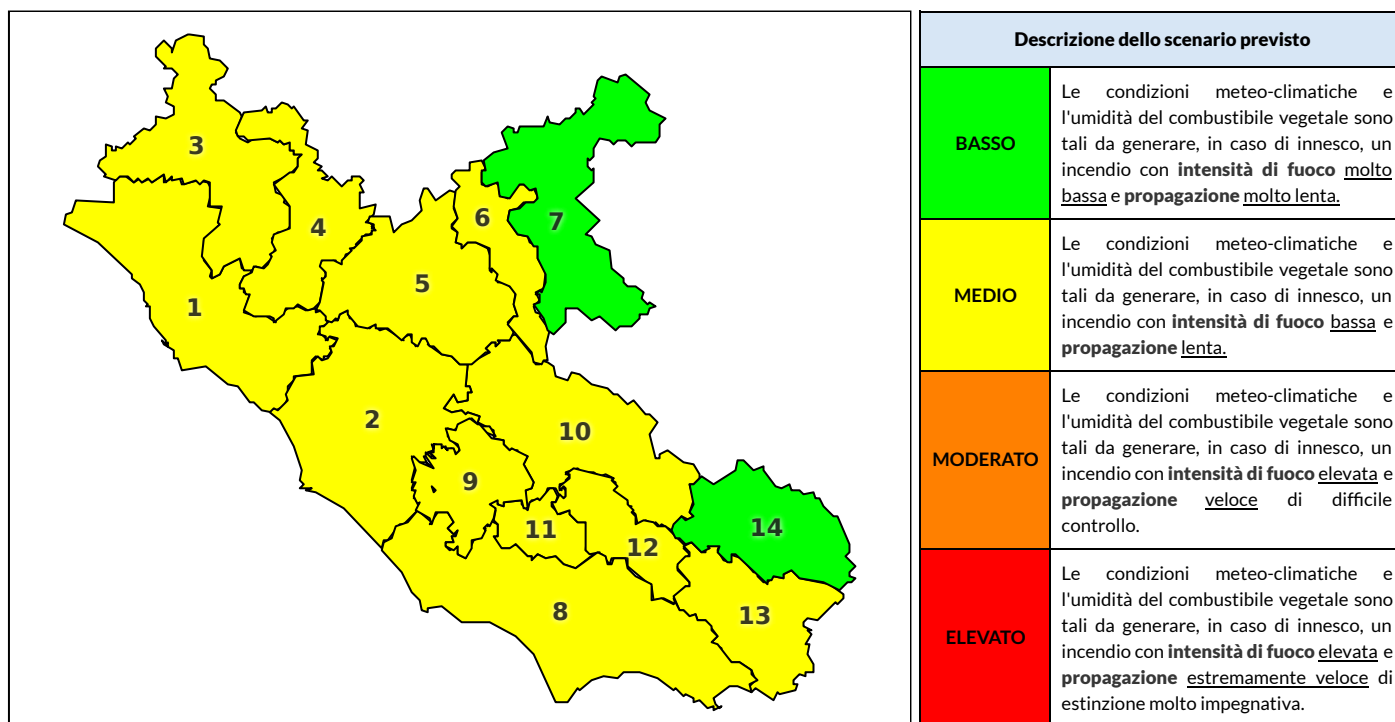 3
4
6
7
5
1
2
10
9
11
12
14
8
13
Descrizione dello scenario previsto
BASSO
Le condizioni meteo-climatiche e
l'umidità del combustibile vegetale sono
tali da generare, in caso di innesco, un
incendio con intensità di fuoco molto
bassa e propagazione molto lenta.
MEDIO
Le condizioni meteo-climatiche e
l'umidità del combustibile vegetale sono
tali da generare, in caso di innesco, un
incendio con intensità di fuoco bassa e
propagazione lenta.
MODERATO
Le condizioni meteo-climatiche e
l'umidità del combustibile vegetale sono
tali da generare, in caso di innesco, un
incendio con intensità di fuoco elevata e
propagazione veloce di difficile
controllo.
ELEVATO
Le condizioni meteo-climatiche e
l'umidità del combustibile vegetale sono
tali da generare, in caso di innesco, un
incendio con intensità di fuoco elevata e
propagazione estremamente veloce di
estinzione molto impegnativa.